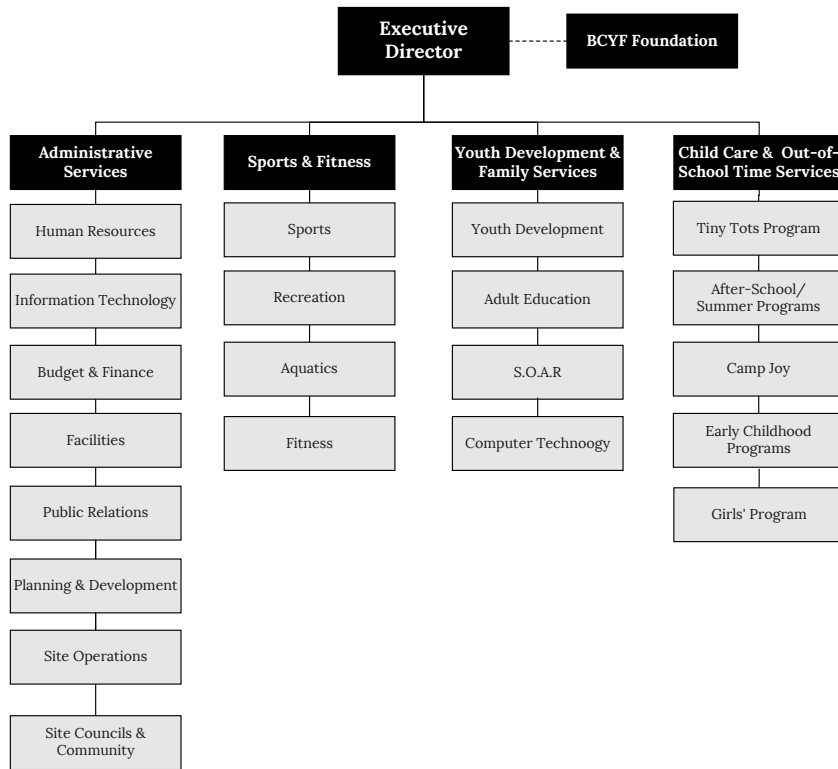 Executive
Director
BCYF Foundation
Administrative
Services
Sports & Fitness
Youth Development &
Family Services
Child Care & Out-of-
School Time Services
Human Resources
Information Technology
Budget & Finance
Facilities
Public Relations
Planning & Development
Site Operations
Site Councils &
Community
Sports
Recreation
Aquatics
Fitness
Youth Development
Adult Education
S.O.A.R
Computer Technoogy
Tiny Tots Program
After-School/
Summer Programs
Camp Joy
Early Childhood
Programs
Girls' Program